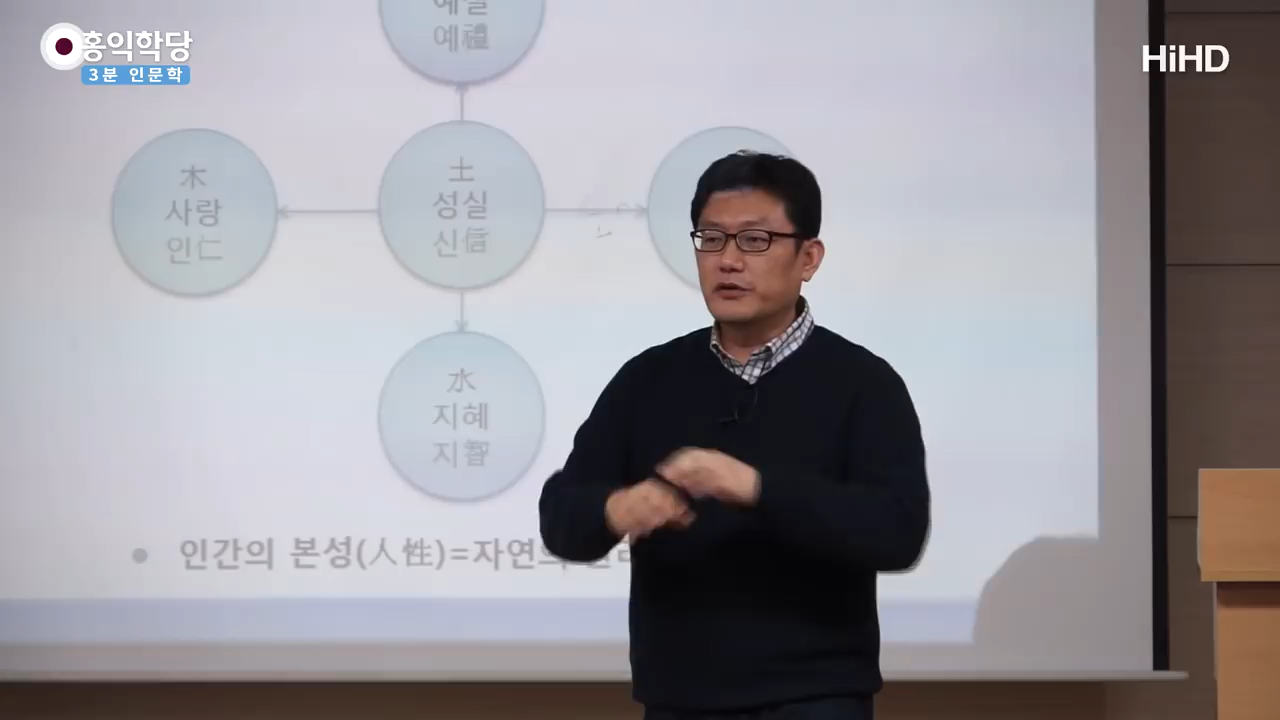 홍익학당
3분 인문학
HiHD
예절
예禮
木
사랑
인仁
土
성실
신信
水
지혜
지智
● 인간의 본성(人性)=자연의